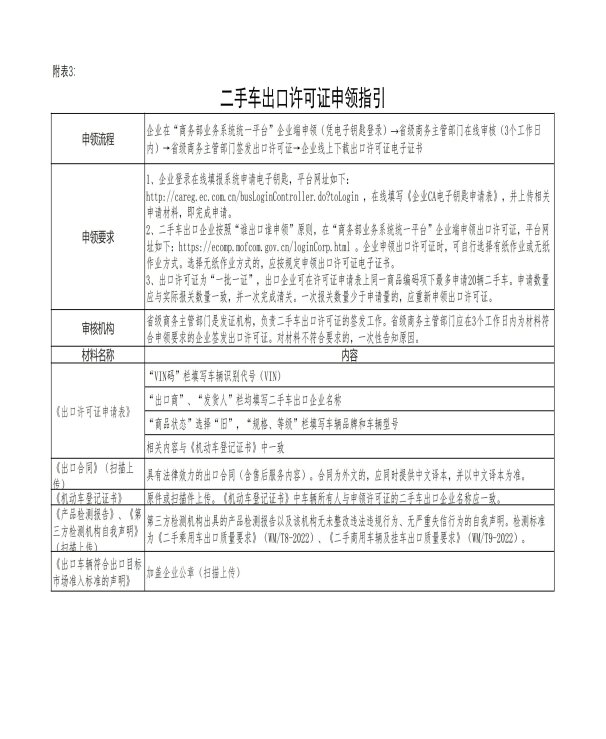 附表3:
二手车出口许可证申领指引
申领流程
企业在“商务部业务系统统一平台”企业端申领（凭电子钥匙登录）→省级商务主管部门在线审核（3个工作日
内）→省级商务主管部门签发出口许可证→企业线上下载出口许可证电子证书
申领要求
1、企业登录在线填报系统申请电子钥匙，平台网址如下：
http://careg.ec.com.cn/busLoginController.do?toLogin ，在线填写《企业CA电子钥匙申请表》，并上传相关
申请材料，即完成申请。
2、二手车出口企业按照“谁出口谁申领”原则，在“商务部业务系统统一平台”企业端申领出口许可证，平台网
址如下：https://ecomp.mofcom.gov.cn/loginCorp.html 。企业申领出口许可证时，可自行选择有纸作业或无纸
作业方式。选择无纸作业方式的，应按规定申领出口许可证电子证书。
3、出口许可证为“一批一证”，出口企业可在许可证申请表上同一商品编码项下最多申请20辆二手车。申请数量
应与实际报关数量一致，并一次完成清关。一次报关数量少于申请量的，应重新申领出口许可证。
审核机构
省级商务主管部门是发证机构，负责二手车出口许可证的签发工作。省级商务主管部门应在3个工作日内为材料符
合申领要求的企业签发出口许可证。对材料不符合要求的，一次性告知原因。
材料名称
内容
《出口许可证申请表》
“VIN码”栏填写车辆识别代号（VIN）
“出口商”、“发货人”栏均填写二手车出口企业名称
“商品状态”选择“旧”，“规格、等级”栏填写车辆品牌和车辆型号
相关内容与《机动车登记证书》中一致
《出口合同》（扫描上
传）
具有法律效力的出口合同（含售后服务内容）。合同为外文的，应同时提供中文译本，并以中文译本为准。
《机动车登记证书》
原件或扫描件上传。《机动车登记证书》中车辆所有人与申领许可证的二手车出口企业名称应一致。
《产品检测报告》、《第
三方检测机构自我声明》
（扫描上传）
第三方检测机构出具的产品检测报告以及该机构无未整改违法违规行为、无严重失信行为的自我声明。检测标准
为《二手乘用车出口质量要求》（WM/T8-2022）、《二手商用车辆及挂车出口质量要求》（WM/T9-2022）。
《出口车辆符合出口目标
市场准入标准的声明》
加盖企业公章（扫描上传）